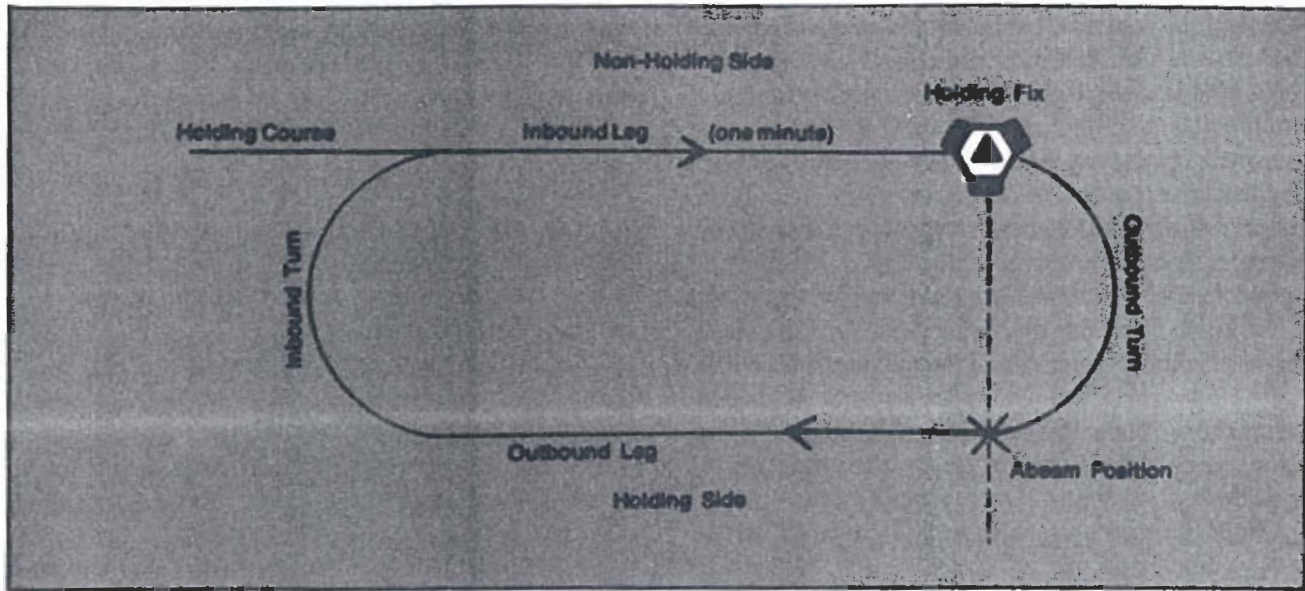 Non-Holding Side
Holding Fix
Holding Course
Inbound Leg
(one minute)
Inbound Turn
Outbound Turn
Outbound Leg
Abeam Position
Holding Side